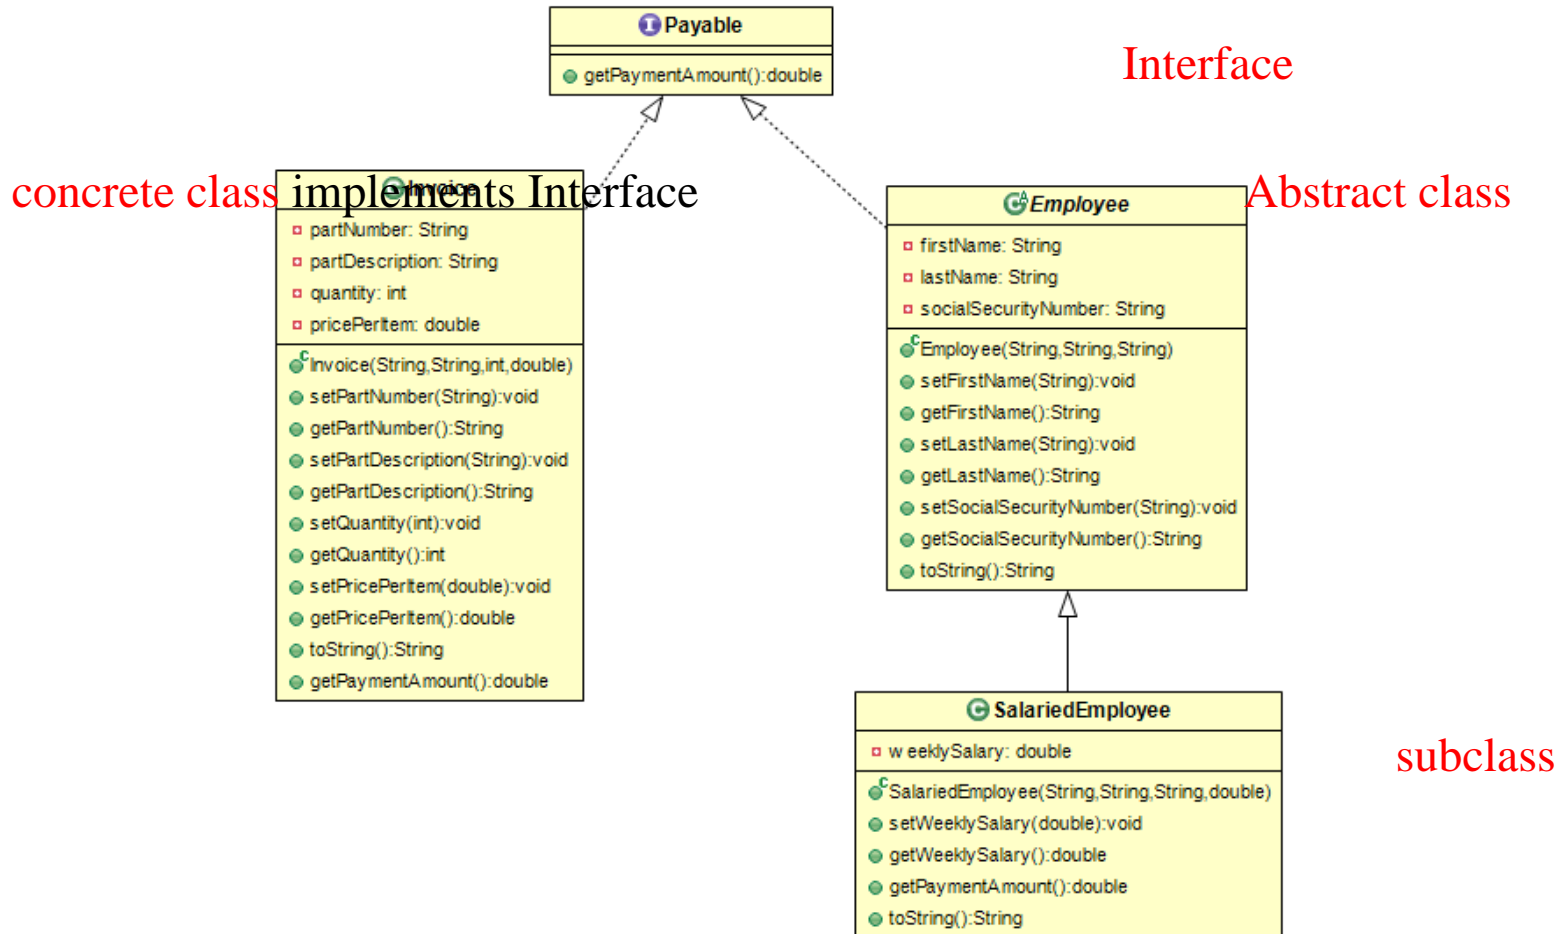 Payable
getPaymentAmount():double
Interface
concrete class implements Interface
Invoice
partNumber: String
partDescription: String
quantity: int
pricePerItem: double
Invoice(String,String,int,double)
setPartNumber(String):void
getPartNumber():String
setPartDescription(String):void
getPartDescription():String
setQuantity(int):void
getQuantity():int
setPricePerItem(double):void
getPricePerItem():double
toString():String
getPaymentAmount():double
Abstract class
Employee
firstName: String
lastName: String
socialSecurityNumber: String
Employee(String,String,String)
setFirstName(String):void
getFirstName():String
setLastName(String):void
getLastName():String
setSocialSecurityNumber(String):void
getSocialSecurityNumber():String
toString():String
SalariedEmployee
weeklySalary: double
SalariedEmployee(String,String,String,double)
setWeeklySalary(double):void
getWeeklySalary():double
getPaymentAmount():double
toString():String
subclass